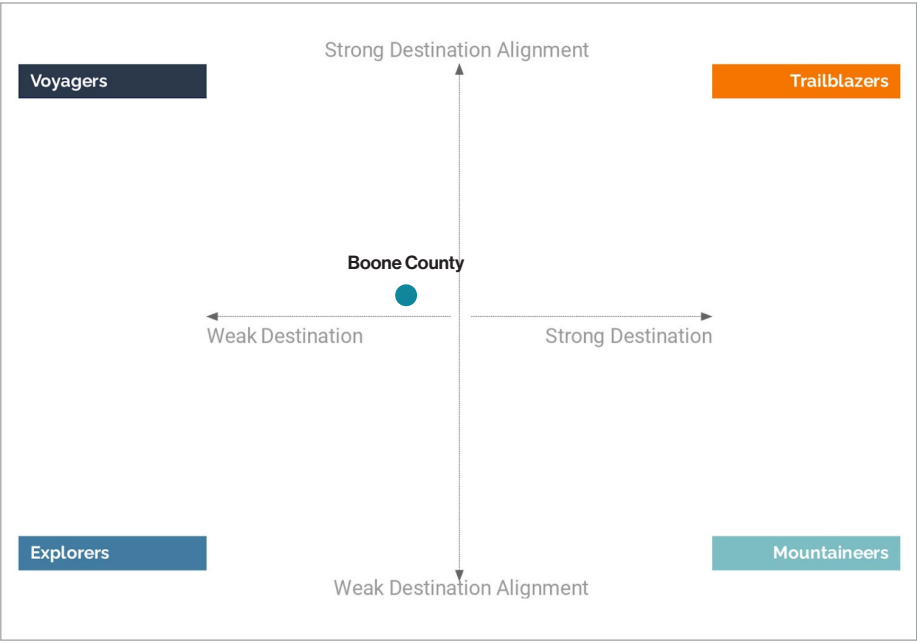 Strong Destination Alignment
Voyagers
Trailblazers
Boone County
Weak Destination
Strong Destination
Explorers
Mountaineers
Weak Destination Alignment